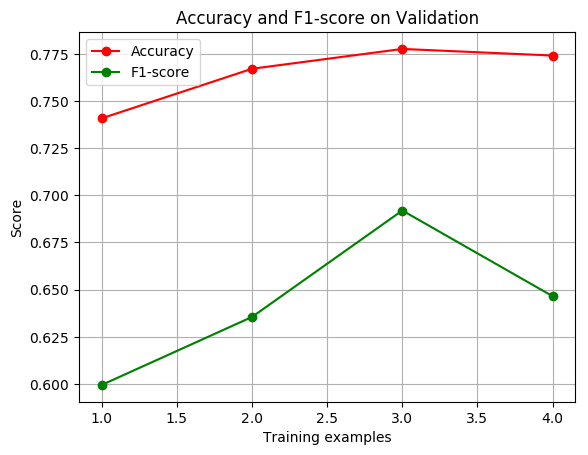 Accuracy and F1-score on Validation
Accuracy
F1-score
0.775
0.750
0.725
0.700
0.675
0.650
0.625
0.600
Score
1.0 1.5 2.0 2.5 3.0 3.5 4.0
Training examples